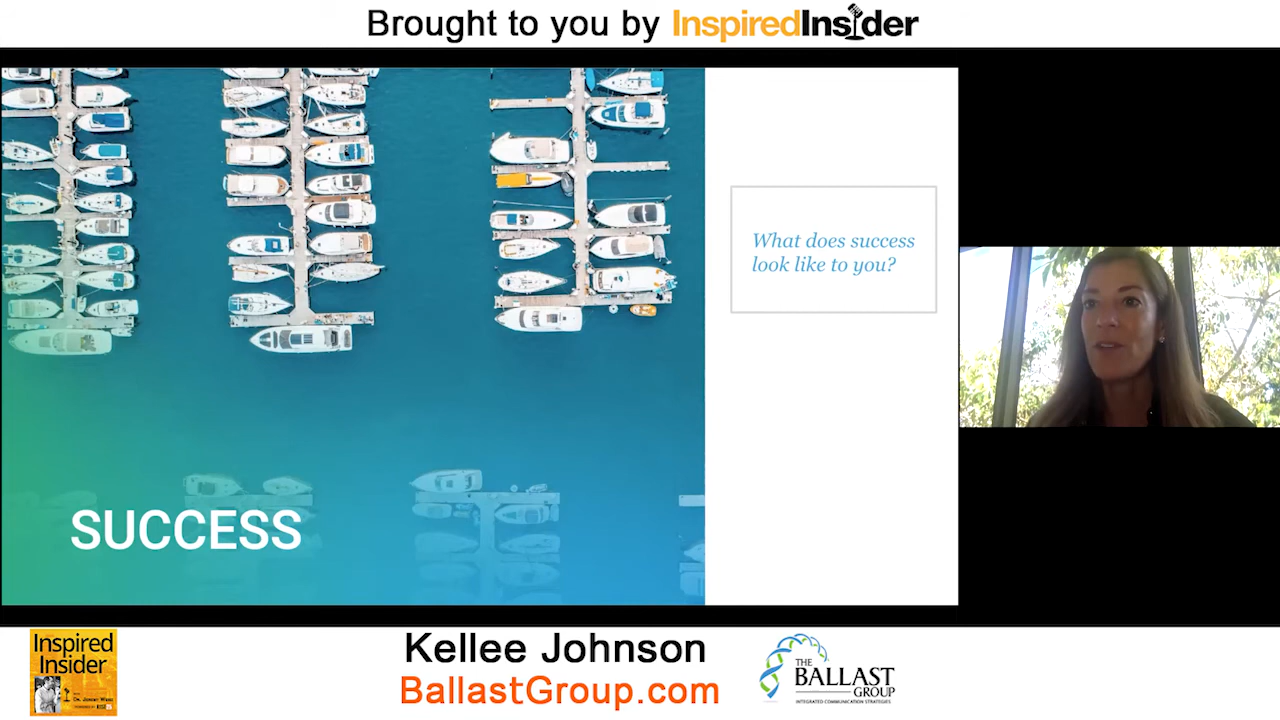 Brought to you by InspiredInsider
What does success
look like to you?
SUCCESS
Inspired
Insider
Kellee Johnson
BallastGroup.com
THE
BALLAST
GROUP
INTEGRATED COMMUNICATION STRATEGIES